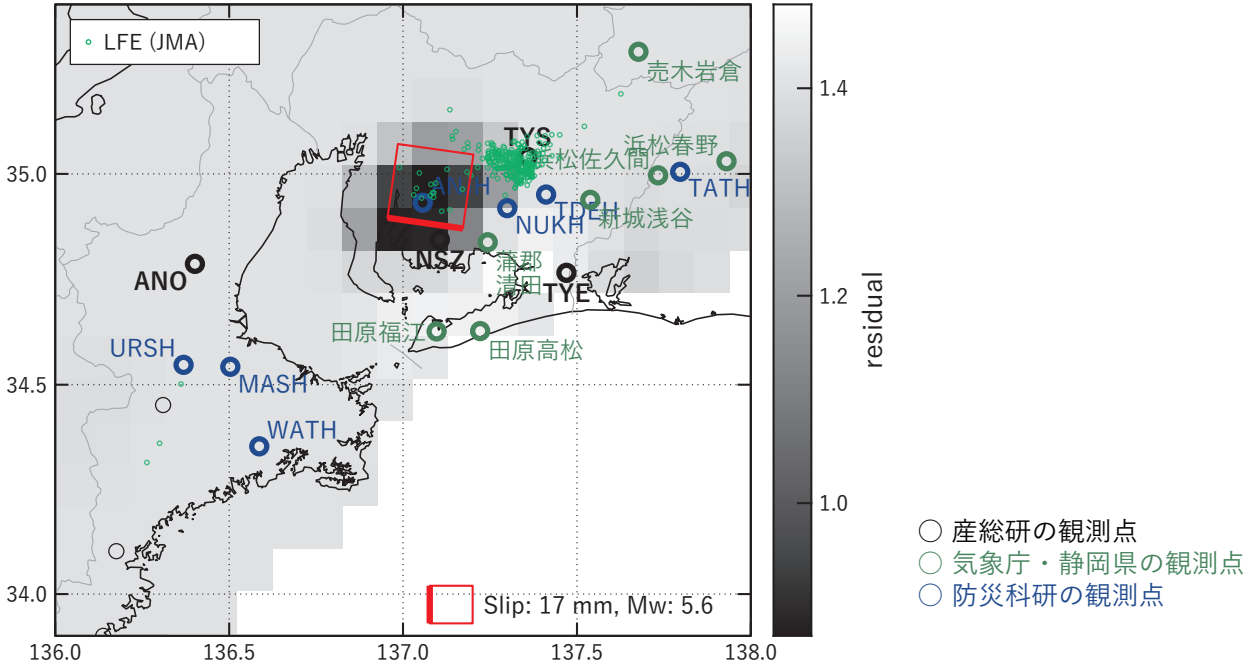 LFE (JMA)
売木岩倉
TYS
浜松春野
浜松佐久間
35.0
ANJH
TATH
TDEH
新城浅谷
NUKH
NSZ
蒲郡
清田
ANO
TYE
田原福江
田原高松
URSH
MASH
34.5
WATH
34.0
Slip: 17 mm, Mw: 5.6
136.0
136.5
137.0
137.5
138.0
1.4
1.2
1.0
residual
産総研の観測点
気象庁・静岡県の観測点
防災科研の観測点